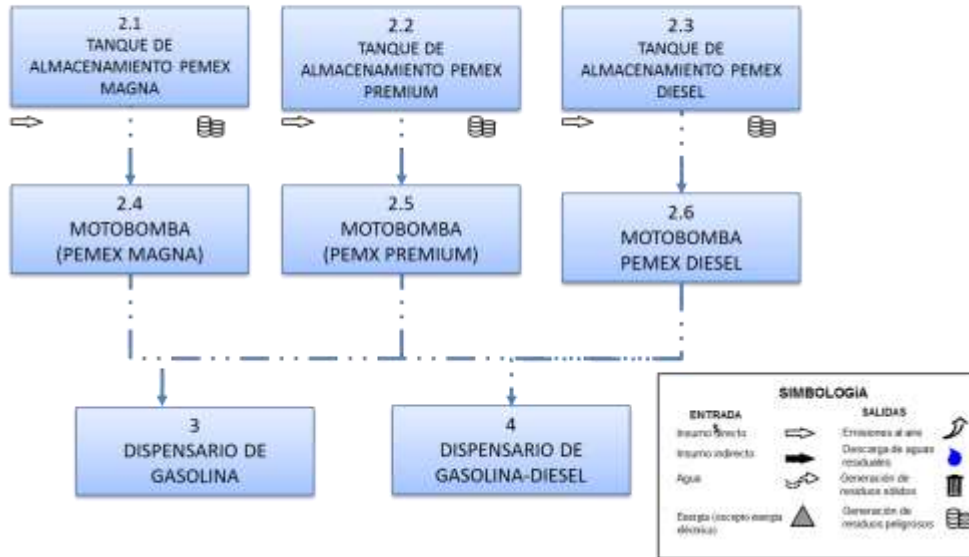 2.1
TANQUE DE
ALMACENAMIENTO PEMEX
MAGNA
2.2
TANQUE DE
ALMACENAMIENTO PEMEX
PREMIUM
2.3
TANQUE DE
ALMACENAMIENTO PEMEX
DIESEL
2.4
MOTOBOMBA
(PEMEX MAGNA)
2.5
MOTOBOMBA
(PEMX PREMIUM)
2.6
MOTOBOMBA
PEMEX DIESEL
3
DISPENSARIO DE
GASOLINA
4
DISPENSARIO DE
GASOLINA-DIESEL
SIMBOLOGÍA
ENTRADA
S
Insumo directo
Insumo indirecto
Agua
Energía (excepto energía
eléctrica)
SALIDAS
Emisiones al aire
Descarga de aguas
residuales
Generación de
residuos sólidos
Generación de
residuos peligrosos